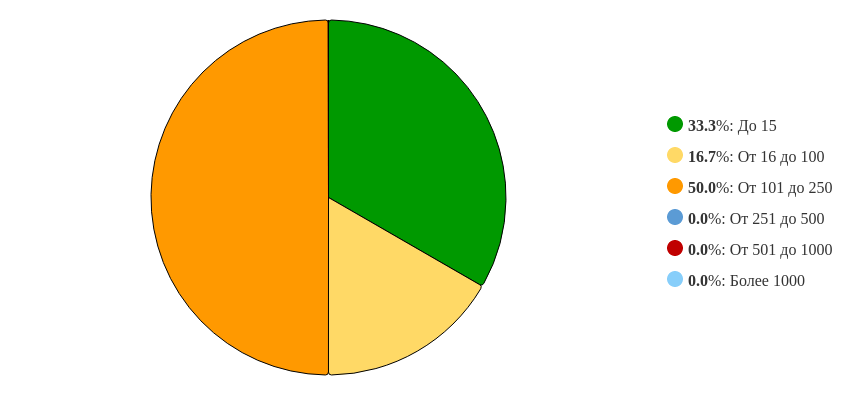 33.3%: До 15
16.7%: От 16 до 100
50.0%: От 101 до 250
0.0%: От 251 до 500
0.0%: От 501 до 1000
0.0%: Более 1000